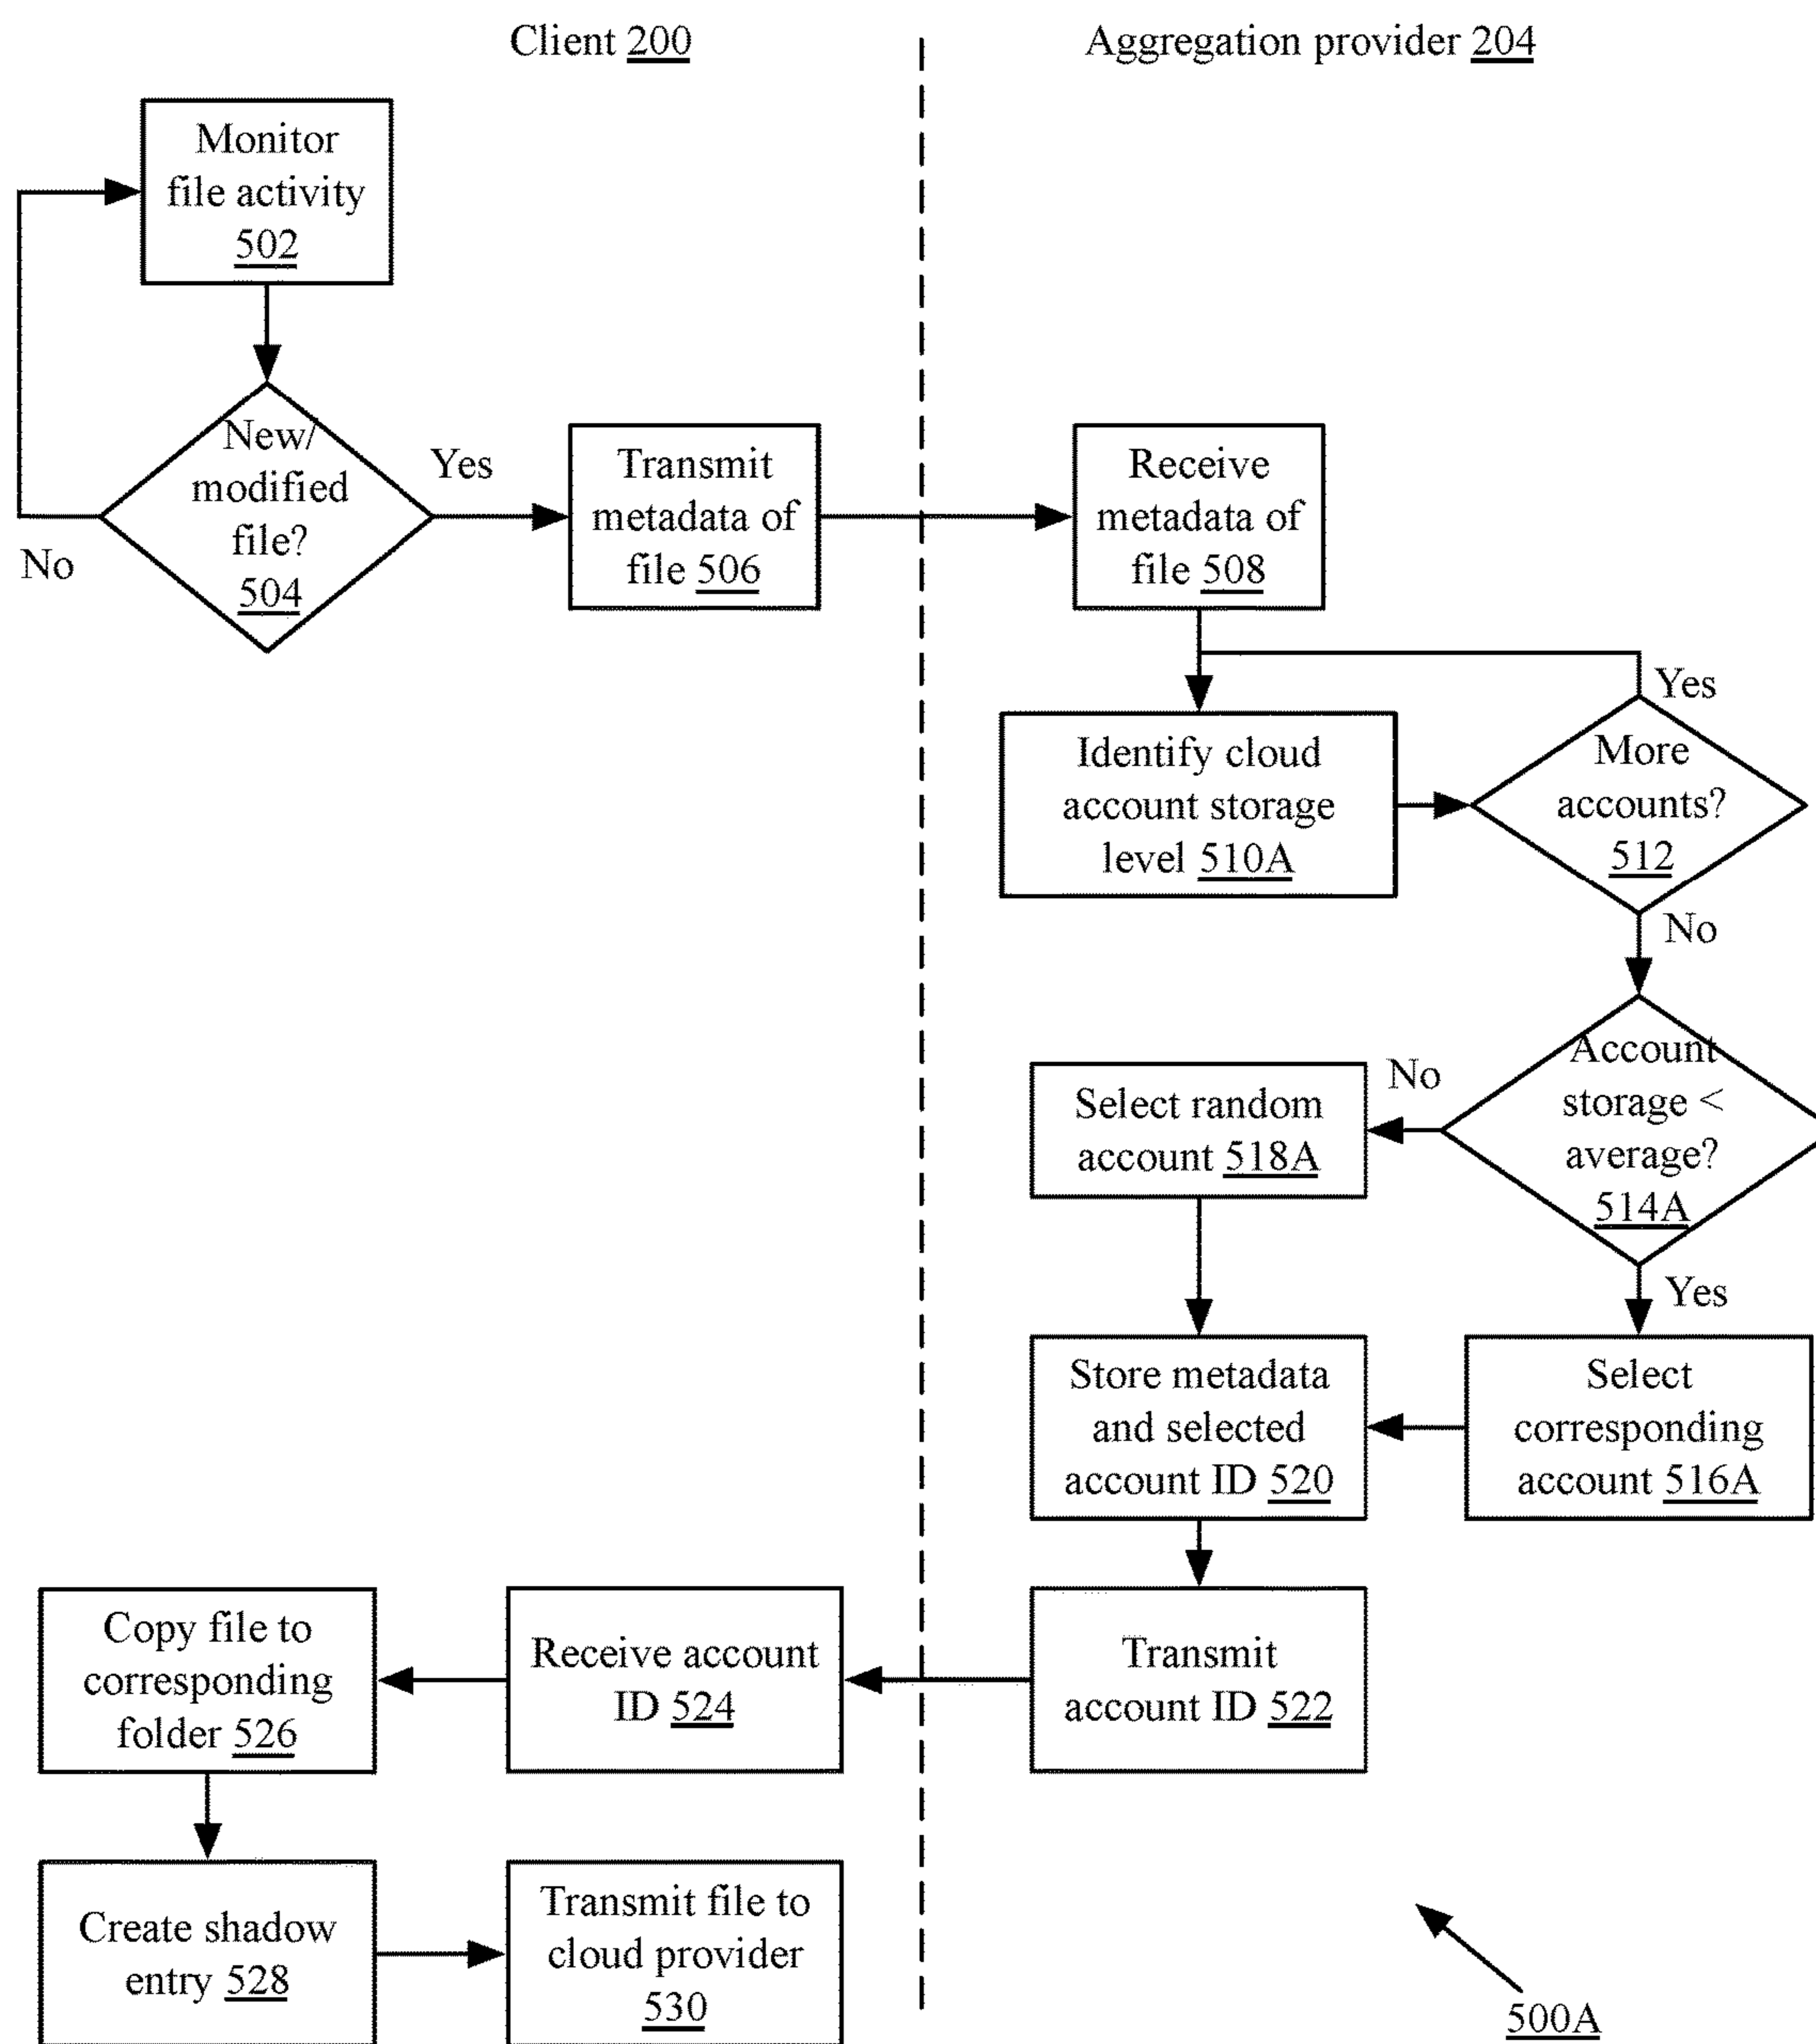 Client 200
Aggregation provider 204
Monitor
file activity
502
New/
modified
file?
504
Yes
No
Transmit
metadata of
file 506
Receive
metadata of
file 508
Identify cloud
account storage
level 510A
Yes
More
accounts?
512
No
Account
storage <
average?
514A
No
Yes
Select random
account 518A
Select
corresponding
account 516A
Store metadata
and selected
account ID 520
Transmit
account ID 522
Receive account
ID 524
Copy file to
corresponding
folder 526
Create shadow
entry 528
Transmit file to
cloud provider
530
500A